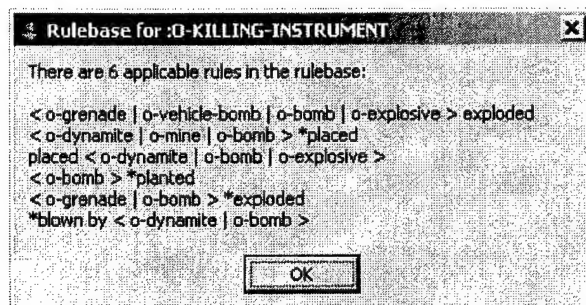 Rulebase for :O-KILLING-INSTRUMENT
There are 6 applicable rules in the rulebase:
< o-grenade | o-vehicle-bomb | o-bomb | o-explosive > exploded
< o-dynamite | o-mine | o-bomb > *placed
placed < o-dynamite | o-bomb | o-explosive >
< o-bomb > *planted
< o-grenade | o-bomb > *exploded
*blown by < o-dynamite | o-bomb >
OK